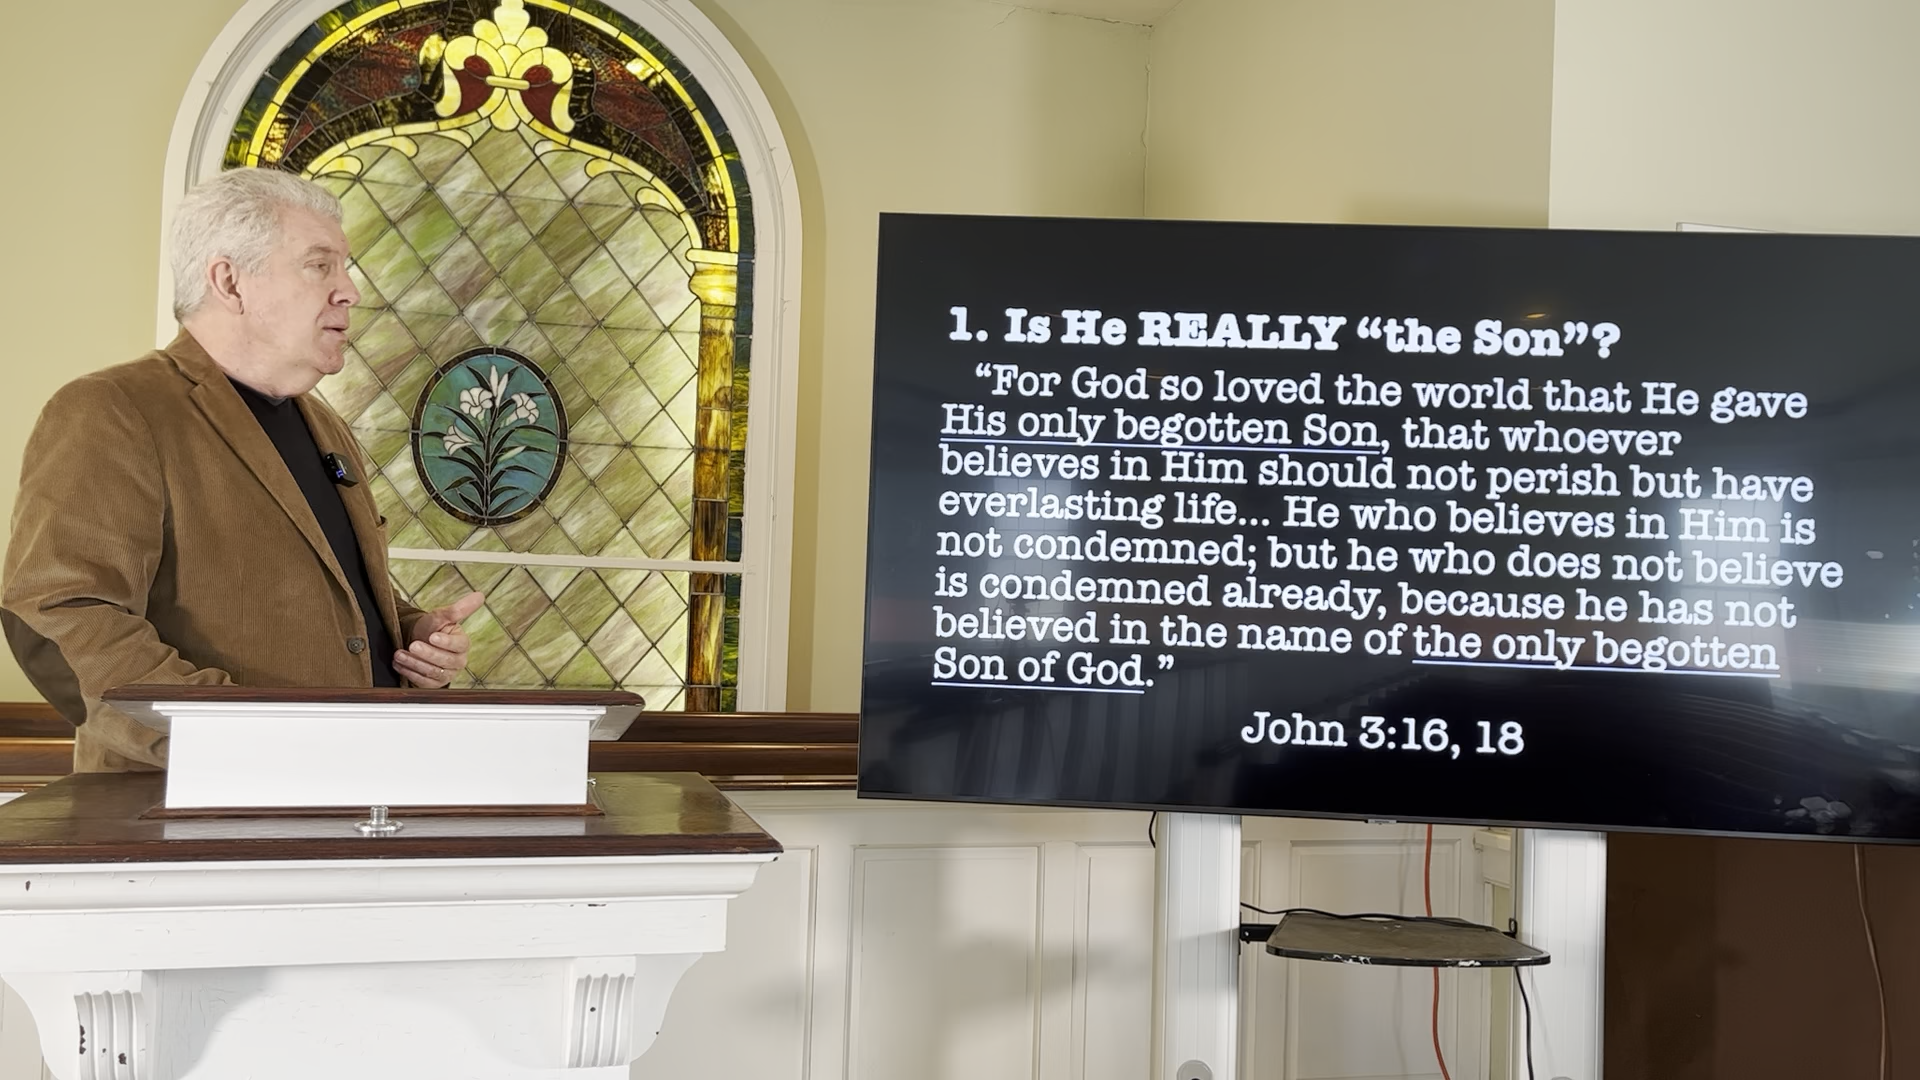 1. Is He REALLY “the Son”?
“For God so loved the world that He gave
His only begotten Son, that whoever
believes in Him should not perish but have
everlasting life... He who believes in Him is
not condemned; but he who does not believe
is condemned already, because he has not
believed in the name of the only begotten
Son of God.”
John 3:16, 18